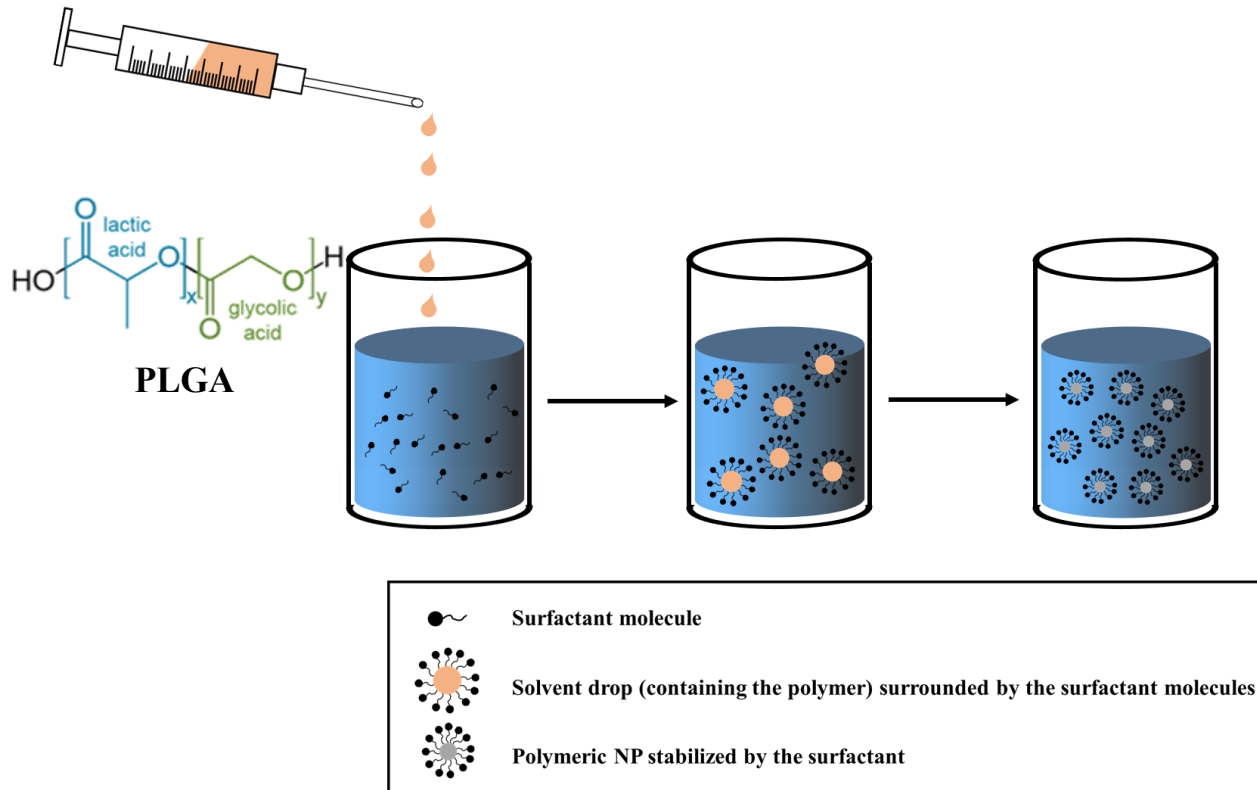 O
lactic
acid
O
H
HO
x
O
y
O
glycolic
acid
PLGA
Surfactant molecule
Solvent drop (containing the polymer) surrounded by the surfactant molecules
Polymeric NP stabilized by the surfactant